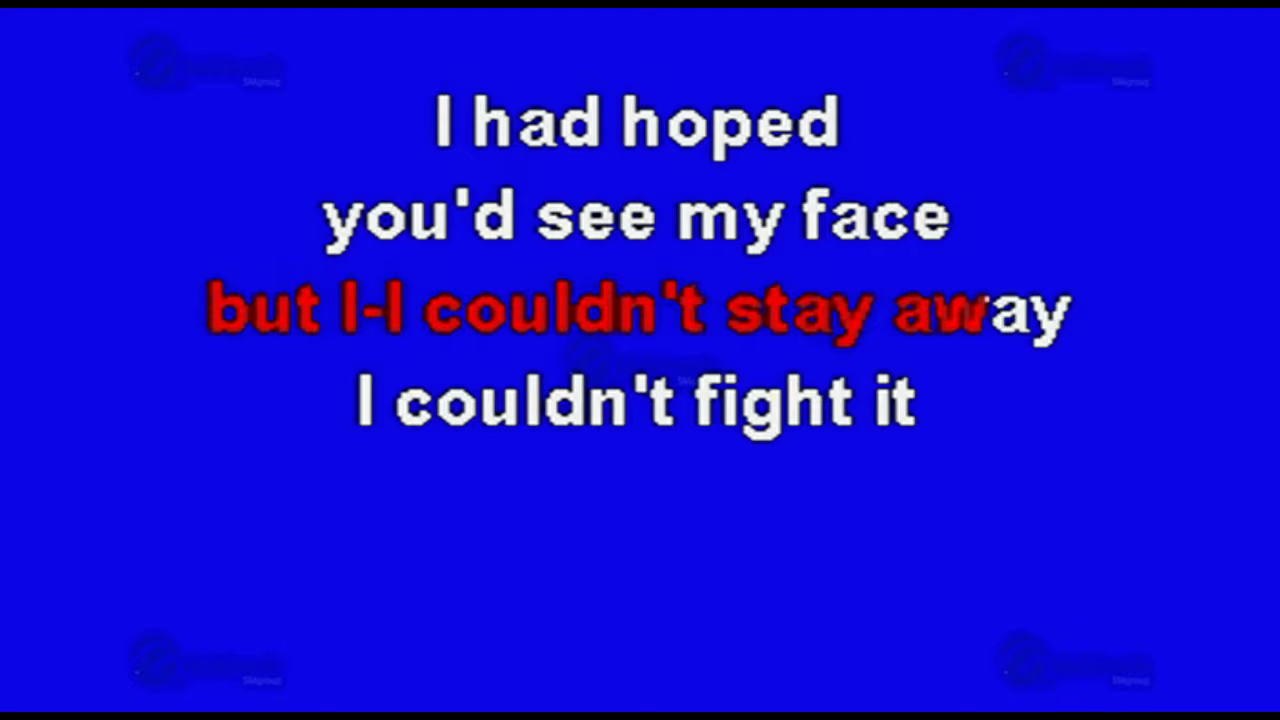 I had hoped
you'd see my face
but I-I couldn't stay away
I couldn't fight it